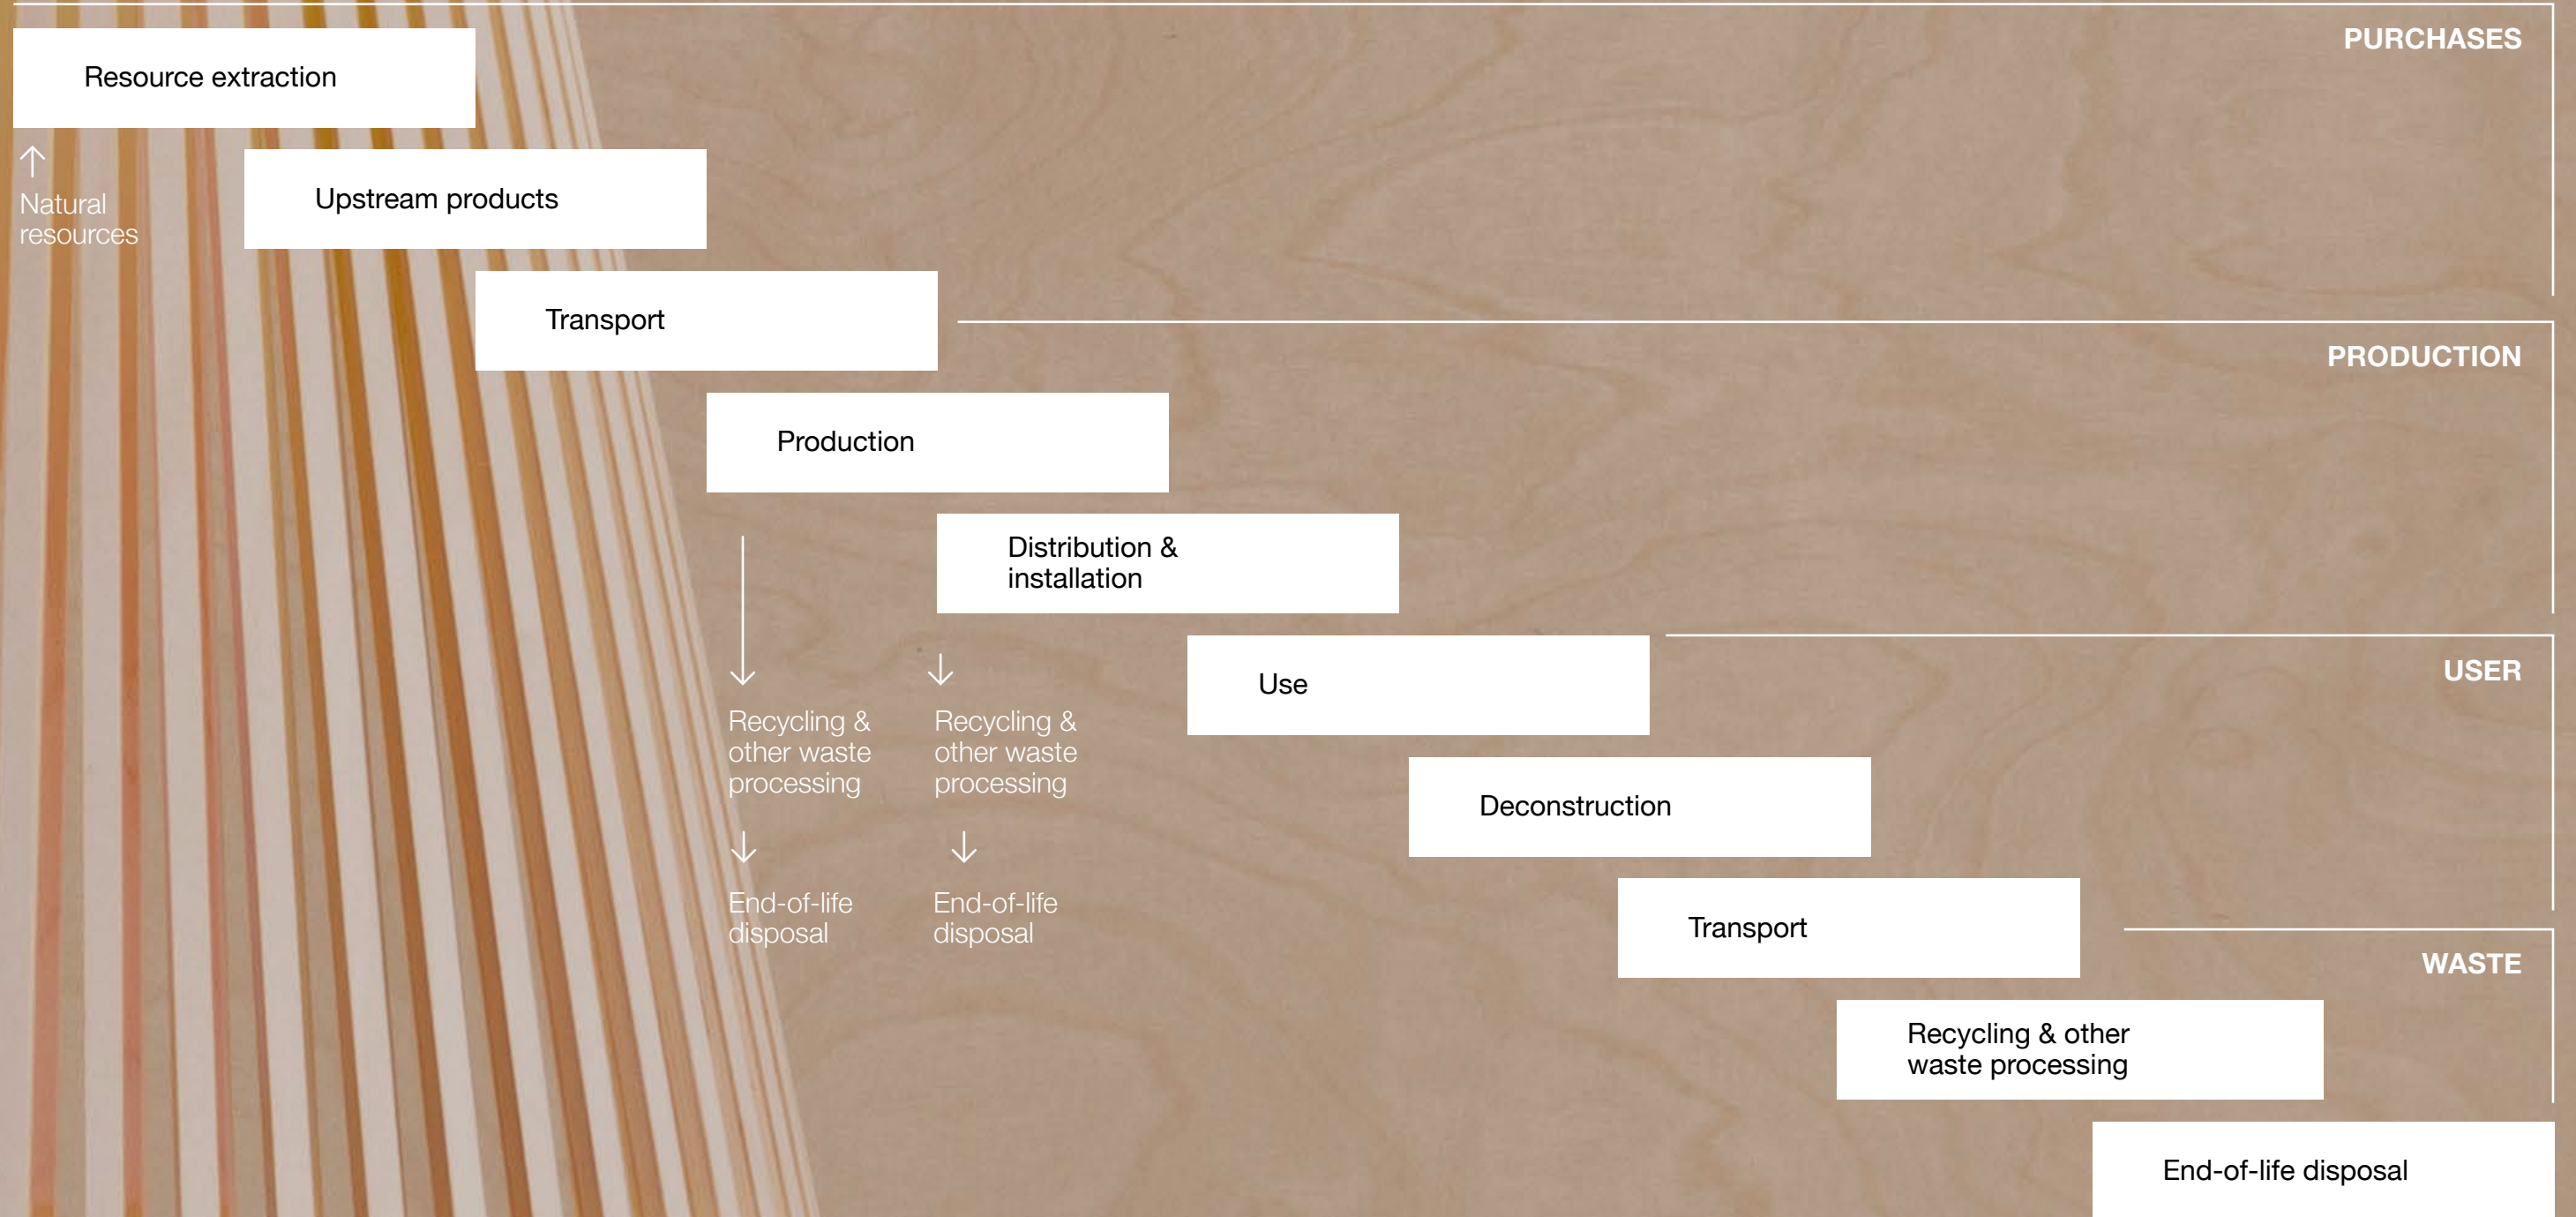 PURCHASES
Resource extraction
Natural
resources
Upstream products
Transport
PRODUCTION
Production
Distribution &
installation
USER
Use
Recycling &
other waste
processing
Recycling &
other waste
processing
Deconstruction
End-of-life
disposal
End-of-life
disposal
Transport
WASTE
Recycling & other
waste processing
End-of-life disposal